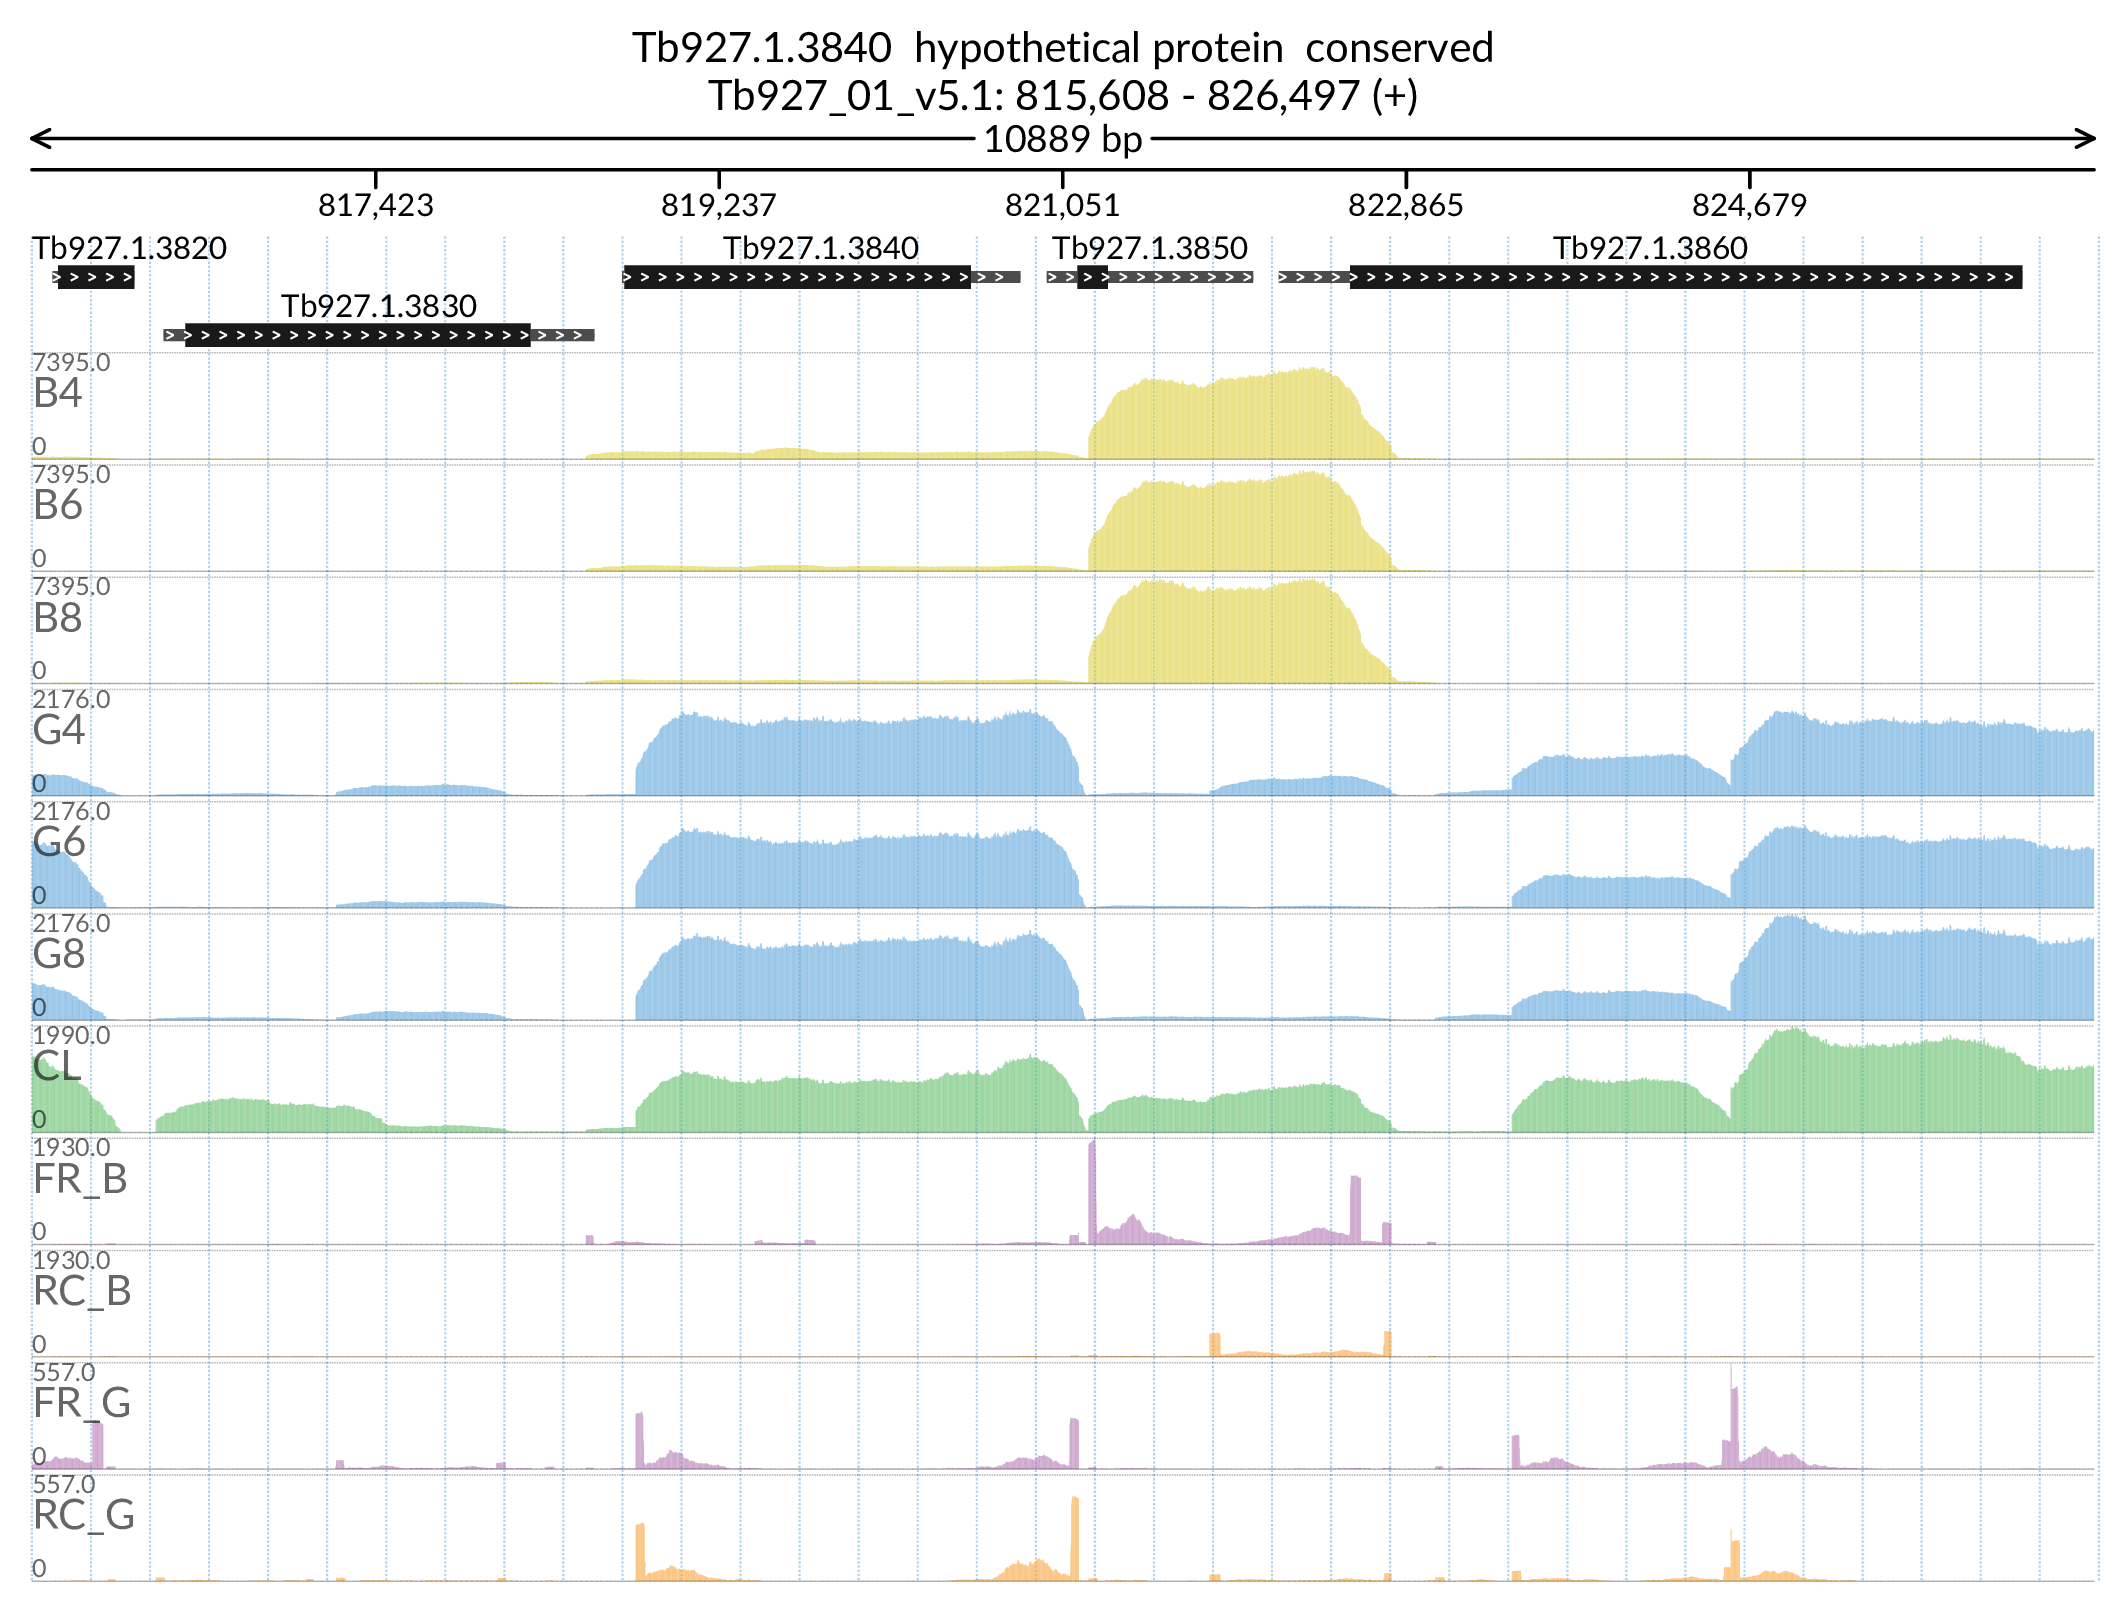 Tb927.1.3840  hypothetical protein  conserved
Tb927_01_v5.1: 815,608 - 826,497 (+)
10889 bp
817,423 819,237 821,051 822,865 824,679
Tb927.1.3820 Tb927.1.3840 Tb927.1.3850 Tb927.1.3860
Tb927.1.3830
7395.0
B4
0
7395.0
B6
0
7395.0
B8
0
2176.0
G4
0
2176.0
G6
0
2176.0
G8
0
1990.0
CL
0
1930.0
FR_B
0
1930.0
RC_B
0
557.0
FR_G
0
557.0
RC_G
0